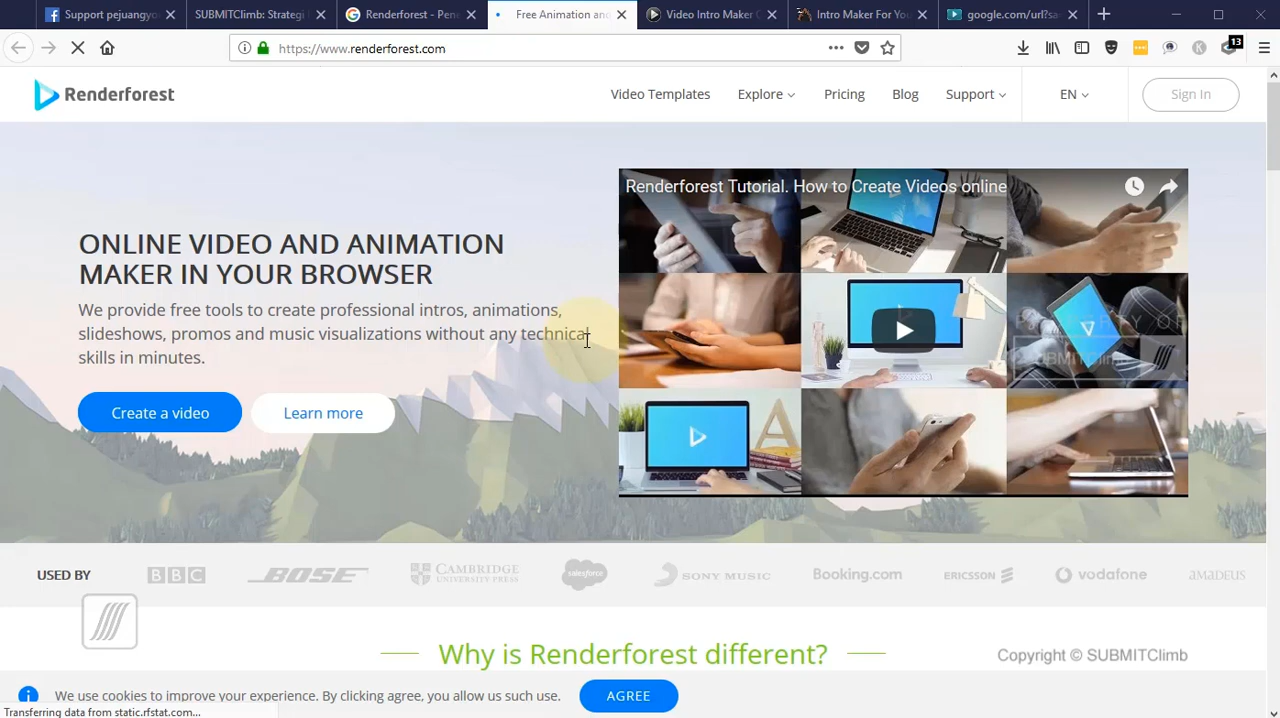 Support pejuangyo
SUBMITClimb: Strategi
Renderforest - Pene
Free Animation an
Video Intro Maker
Intro Maker For You
google.com/url?sa
https://www.renderforest.com
13
Renderforest
Video Templates
Explore
Pricing
Blog
Support
EN
Sign In
ONLINE VIDEO AND ANIMATION
MAKER IN YOUR BROWSER
We provide free tools to create professional intros, animations,
slideshows, promos and music visualizations without any technical
skills in minutes.
Create a video
Learn more
Renderforest Tutorial. How to Create Videos online
PROPERTY OF
SUBMITClimb
USED BY
BBC
BOSE
CAMBRIDGE
UNIVERSITY PRESS
salesforce
SONY MUSIC
Booking.com
ERICSSON
vodafone
AMADEUS
Why is Renderforest different?
Copyright © SUBMITClimb
We use cookies to improve your experience. By clicking agree, you allow us such use.
AGREE
Transferring data from static.rfstat.com...